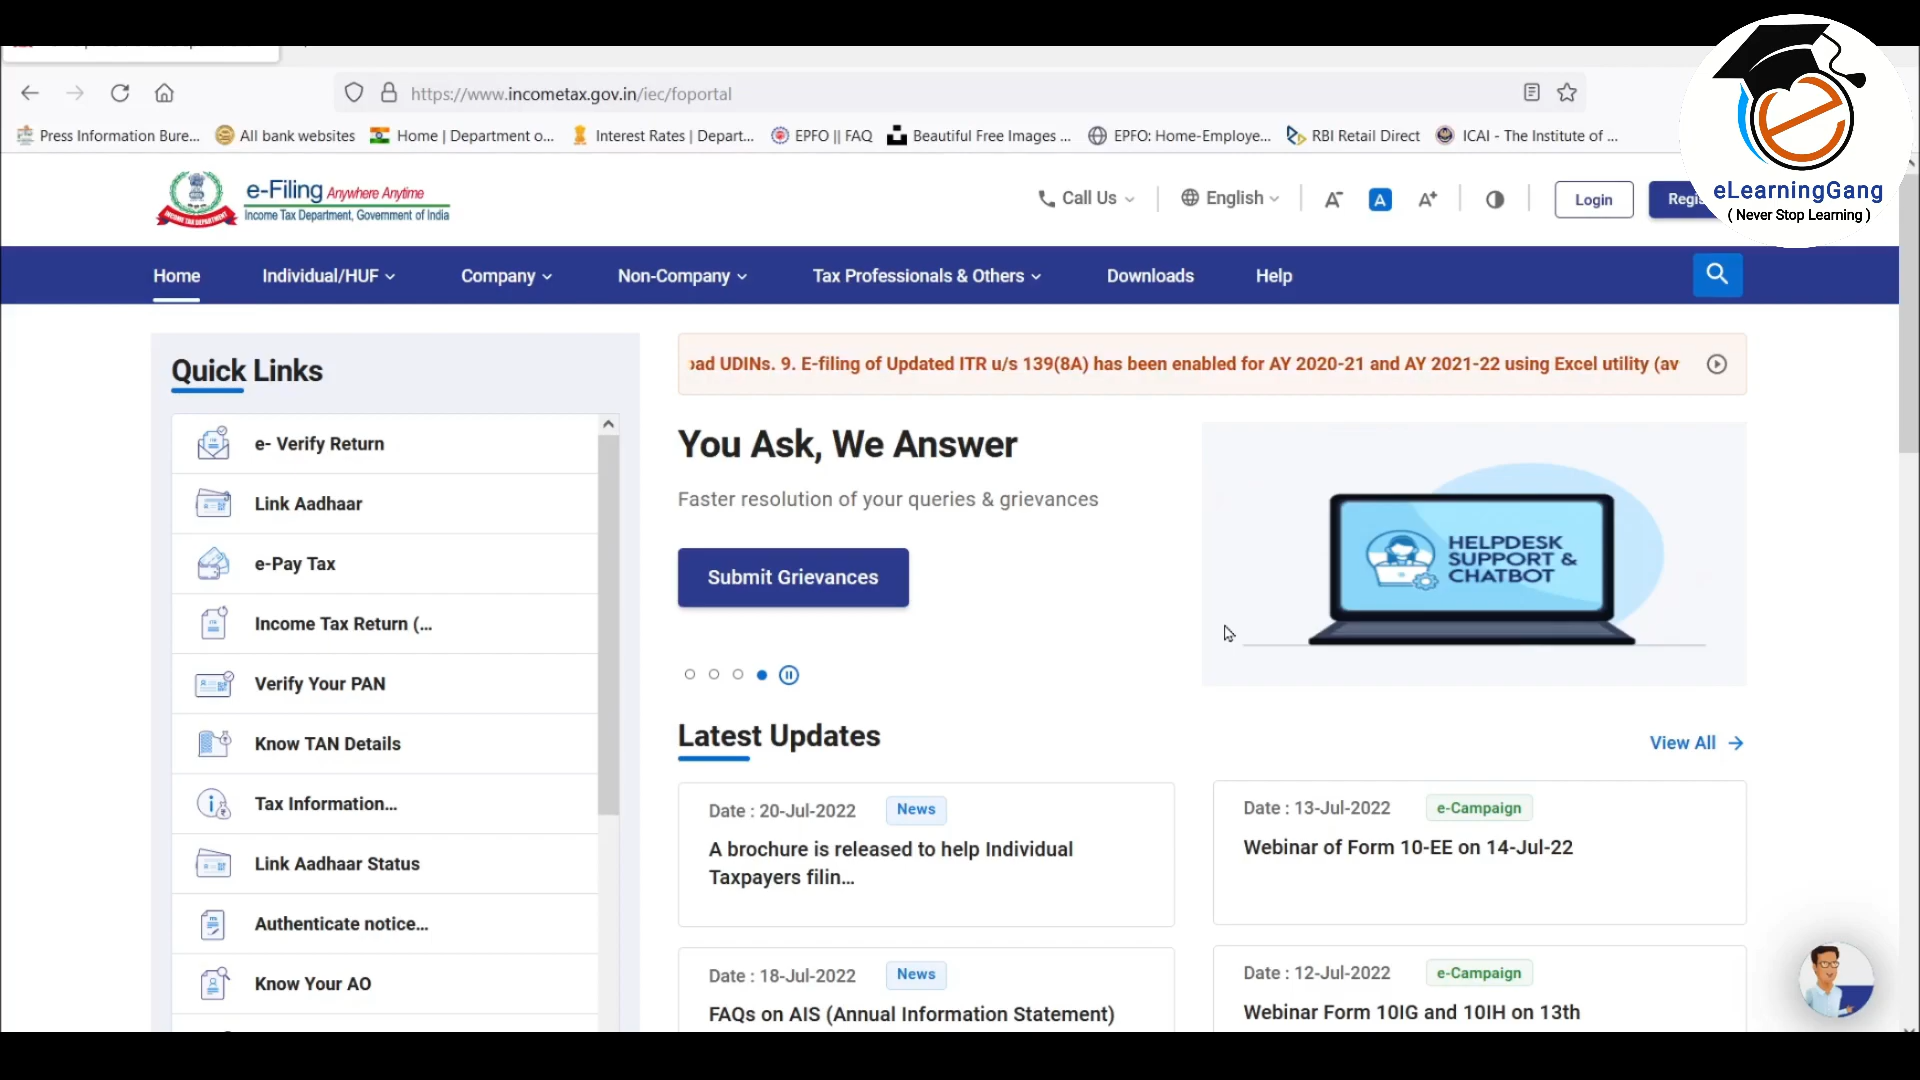 https://www.incometax.gov.in/iec/foportal
Press Information Bure...
All bank websites
Home | Department o...
Interest Rates | Depart...
EPFO || FAQ
Beautiful Free Images ...
EPFO: Home-Employe...
RBI Retail Direct
ICAI - The Institute of ...
eLearningGang
( Never Stop Learning )
e-Filing Anywhere Anytime
Income Tax Department, Government of India
Call Us
English
A-
A
A+
Login
Regis
Home
Individual/HUF
Company
Non-Company
Tax Professionals & Others
Downloads
Help
Quick Links
e- Verify Return
Link Aadhaar
e-Pay Tax
Income Tax Return (...
Verify Your PAN
Know TAN Details
Tax Information...
Link Aadhaar Status
Authenticate notice...
Know Your AO
oad UDINs. 9. E-filing of Updated ITR u/s 139(8A) has been enabled for AY 2020-21 and AY 2021-22 using Excel utility (av
You Ask, We Answer
Faster resolution of your queries & grievances
Submit Grievances
HELPDESK
SUPPORT &
CHATBOT
Latest Updates
View All
Date : 20-Jul-2022 News
A brochure is released to help Individual
Taxpayers filin...
Date : 13-Jul-2022 e-Campaign
Webinar of Form 10-EE on 14-Jul-22
Date : 18-Jul-2022 News
FAQs on AIS (Annual Information Statement)
Date : 12-Jul-2022 e-Campaign
Webinar Form 10IG and 10IH on 13th